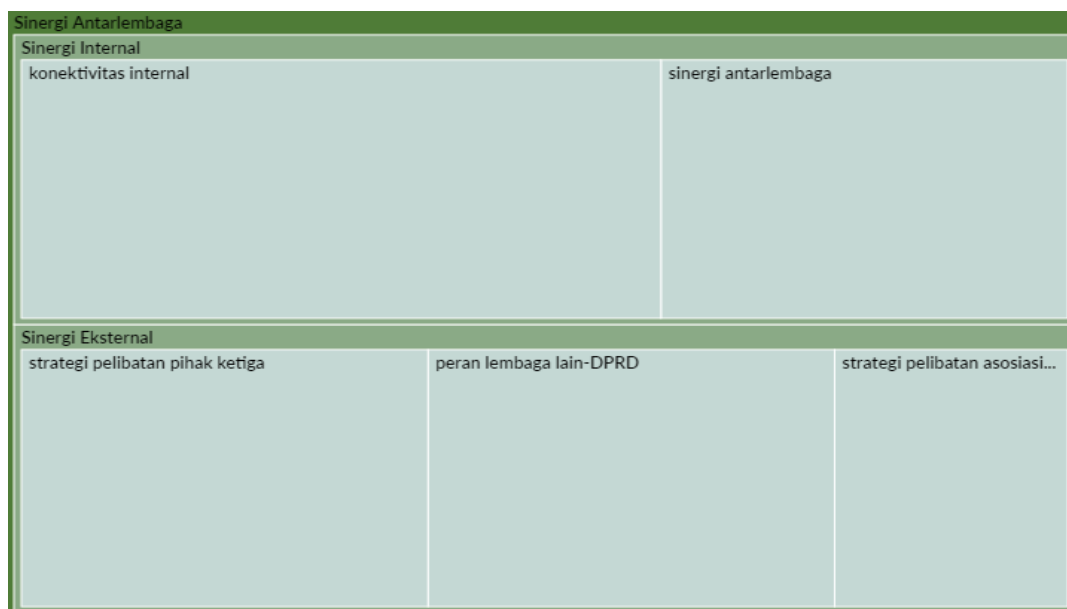 Sinergi Antarlembaga
Sinergi Internal
konektivitas internal
sinergi antarlembaga
Sinergi Eksternal
strategi pelibatan pihak ketiga
peran lembaga lain-DPRD
strategi pelibatan asosiasi...